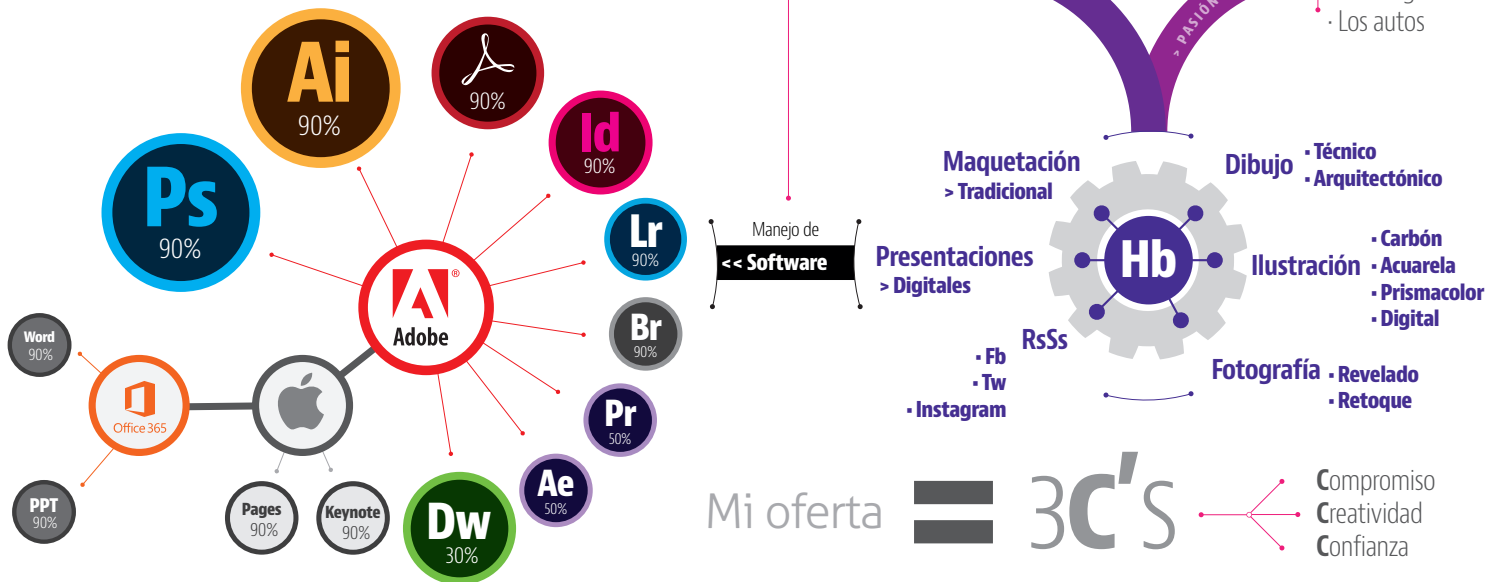 Ai
90%
90%
Id
90%
Ps
90%
Lr
90%
Br
90%
Pr
50%
Ae
50%
Dw
30%
®
Adobe
Word
90%
Office 365
PPT
90%
Pages
90%
Keynote
90%
Manejo de
<< Software
> PASIÓN
· Los autos
Maquetación
> Tradicional
Presentaciones
> Digitales
RsSs
· Fb
· Tw
· Instagram
Hb
Dibujo
· Técnico
· Arquitectónico
Ilustración
· Carbón
· Acuarela
· Prismacolor
· Digital
Fotografía
· Revelado
· Retoque
Mi oferta = 3C'S
Compromiso
Creatividad
Confianza